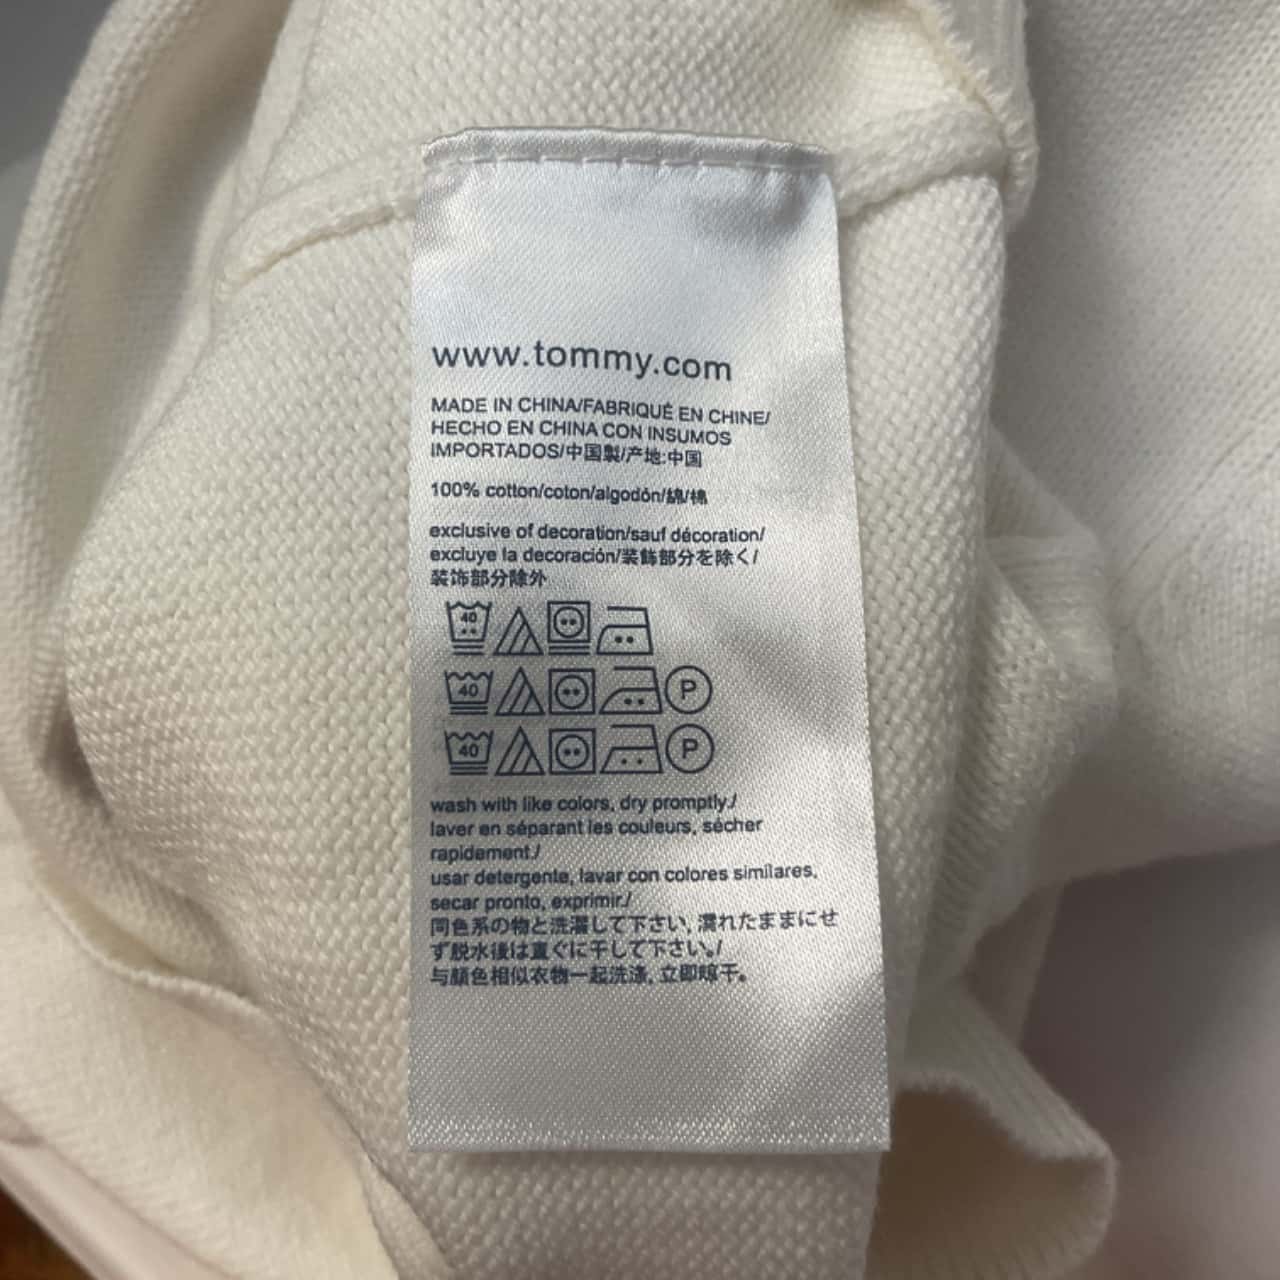 www.tommy.com
MADE IN CHINA/FABRIQUÉ EN CHINE/
HECHO EN CHINA CON INSUMOS
IMPORTADOS/中国製/产地:中国
100% cotton/coton/algodón/綿/棉
exclusive of decoration/sauf décoration/
excluye la decoración/装飾部分を除く/
装饰部分除外
40
40 P
40 P
wash with like colors, dry promptly./
laver en séparant les couleurs, sécher
rapidement./
usar detergente, lavar con colores similares,
secar pronto, exprimir./
同色系の物と洗濯して下さい, 濡れたままにせ
ず脱水後は直ぐに干して下さい。/
与颜色相似衣物一起洗涤, 立即晾干。